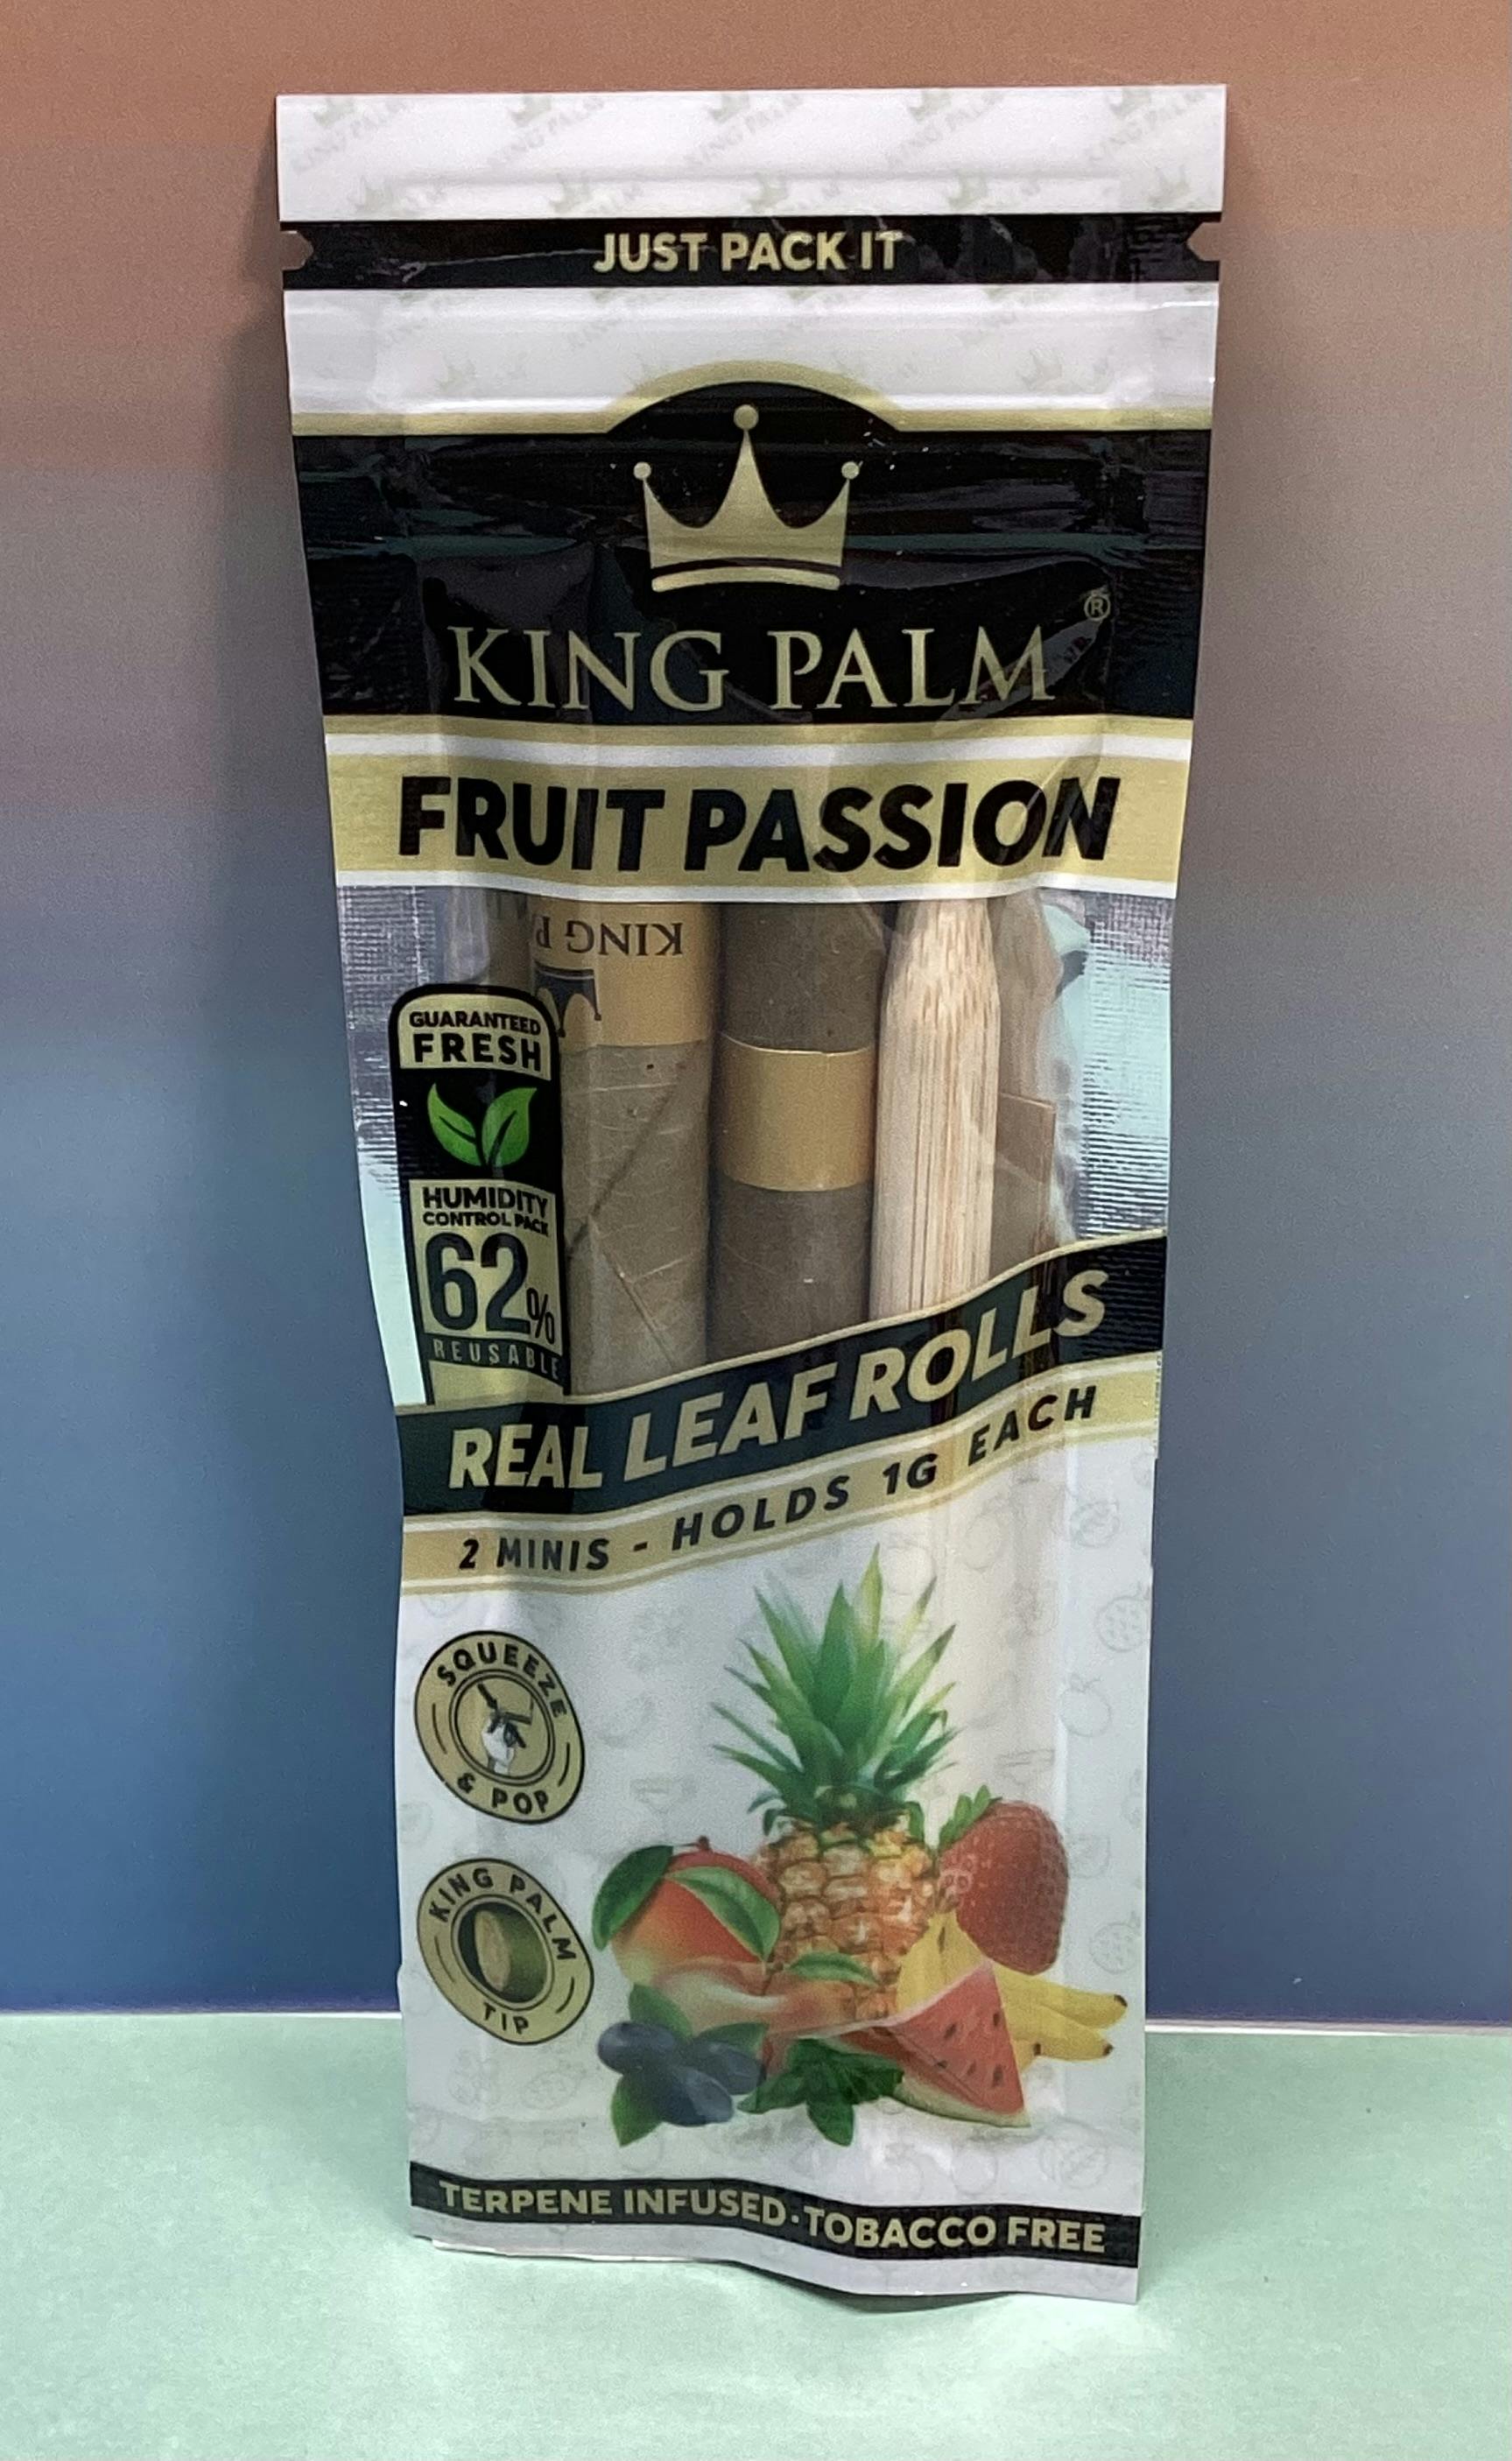 JUST PACK IT
KING PALM®
FRUIT PASSION
KING
GUARANTEED
FRESH
HUMIDITY
CONTROL PACK
62%
REUSABLE
REAL LEAF ROLLS
2 MINIS - HOLDS 1G EACH
SQUEEZE
& POP
KING PALM
TIP
TERPENE INFUSED · TOBACCO FREE